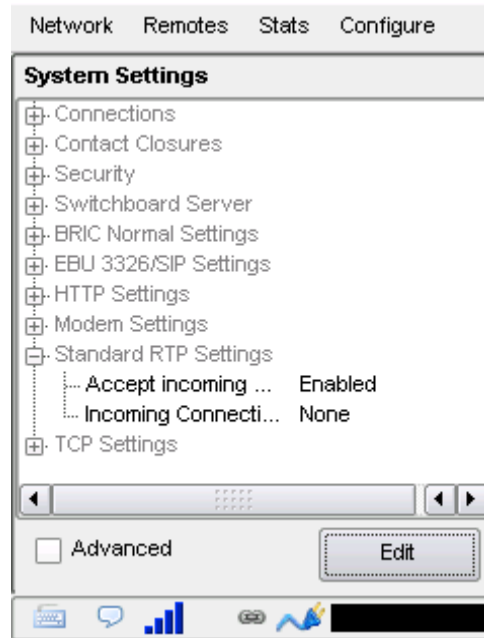 Network Remotes Stats Configure
System Settings
Connections
Contact Closures
Security
Switchboard Server
BRIC Normal Settings
EBU 3326/SIP Settings
HTTP Settings
Modem Settings
Standard RTP Settings
Accept incoming ... Enabled
Incoming Connecti... None
TCP Settings
Advanced Edit